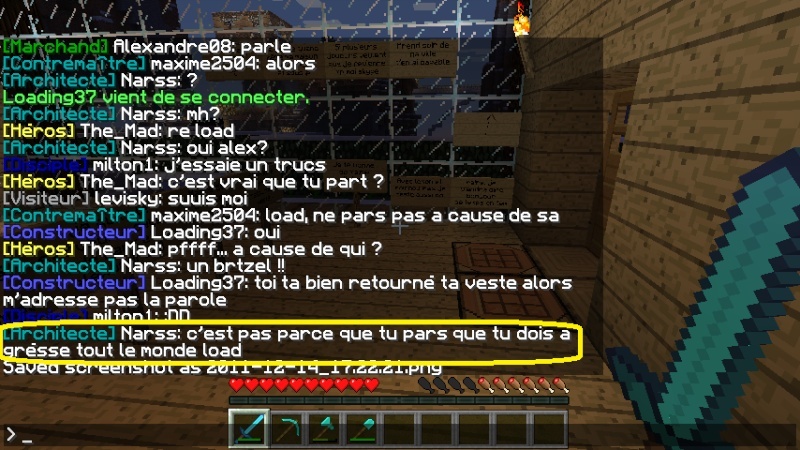 [Marchand] Alexandre08: parle
[Contremaître] maxime2504: alors
[Architecte] Narss: ?
Loading37 vient de se connecter.
[Architecte] Narss: mh?
[Héros] The_Mad: re load
[Architecte] Narss: oui alex?
[Disciple] milton1: j'essaie un trucs
[Héros] The_Mad: c'est vrai que tu part ?
[Visiteur] levisky: suuis moi
[Contremaître] maxime2504: load, ne pars pas a cause de sa
[Constructeur] Loading37: oui
[Héros] The_Mad: pffff... a cause de qui ?
[Architecte] Narss: un brtzel !!
[Constructeur] Loading37: toi ta bien retourné ta veste alors
m'adresse pas la parole
[Disciple] milton1: :DD
[Architecte] Narss: c'est pas parce que tu pars que tu dois a
grésse tout le monde load
Saved screenshot as 2011-12-14_17.22.21.png
> _